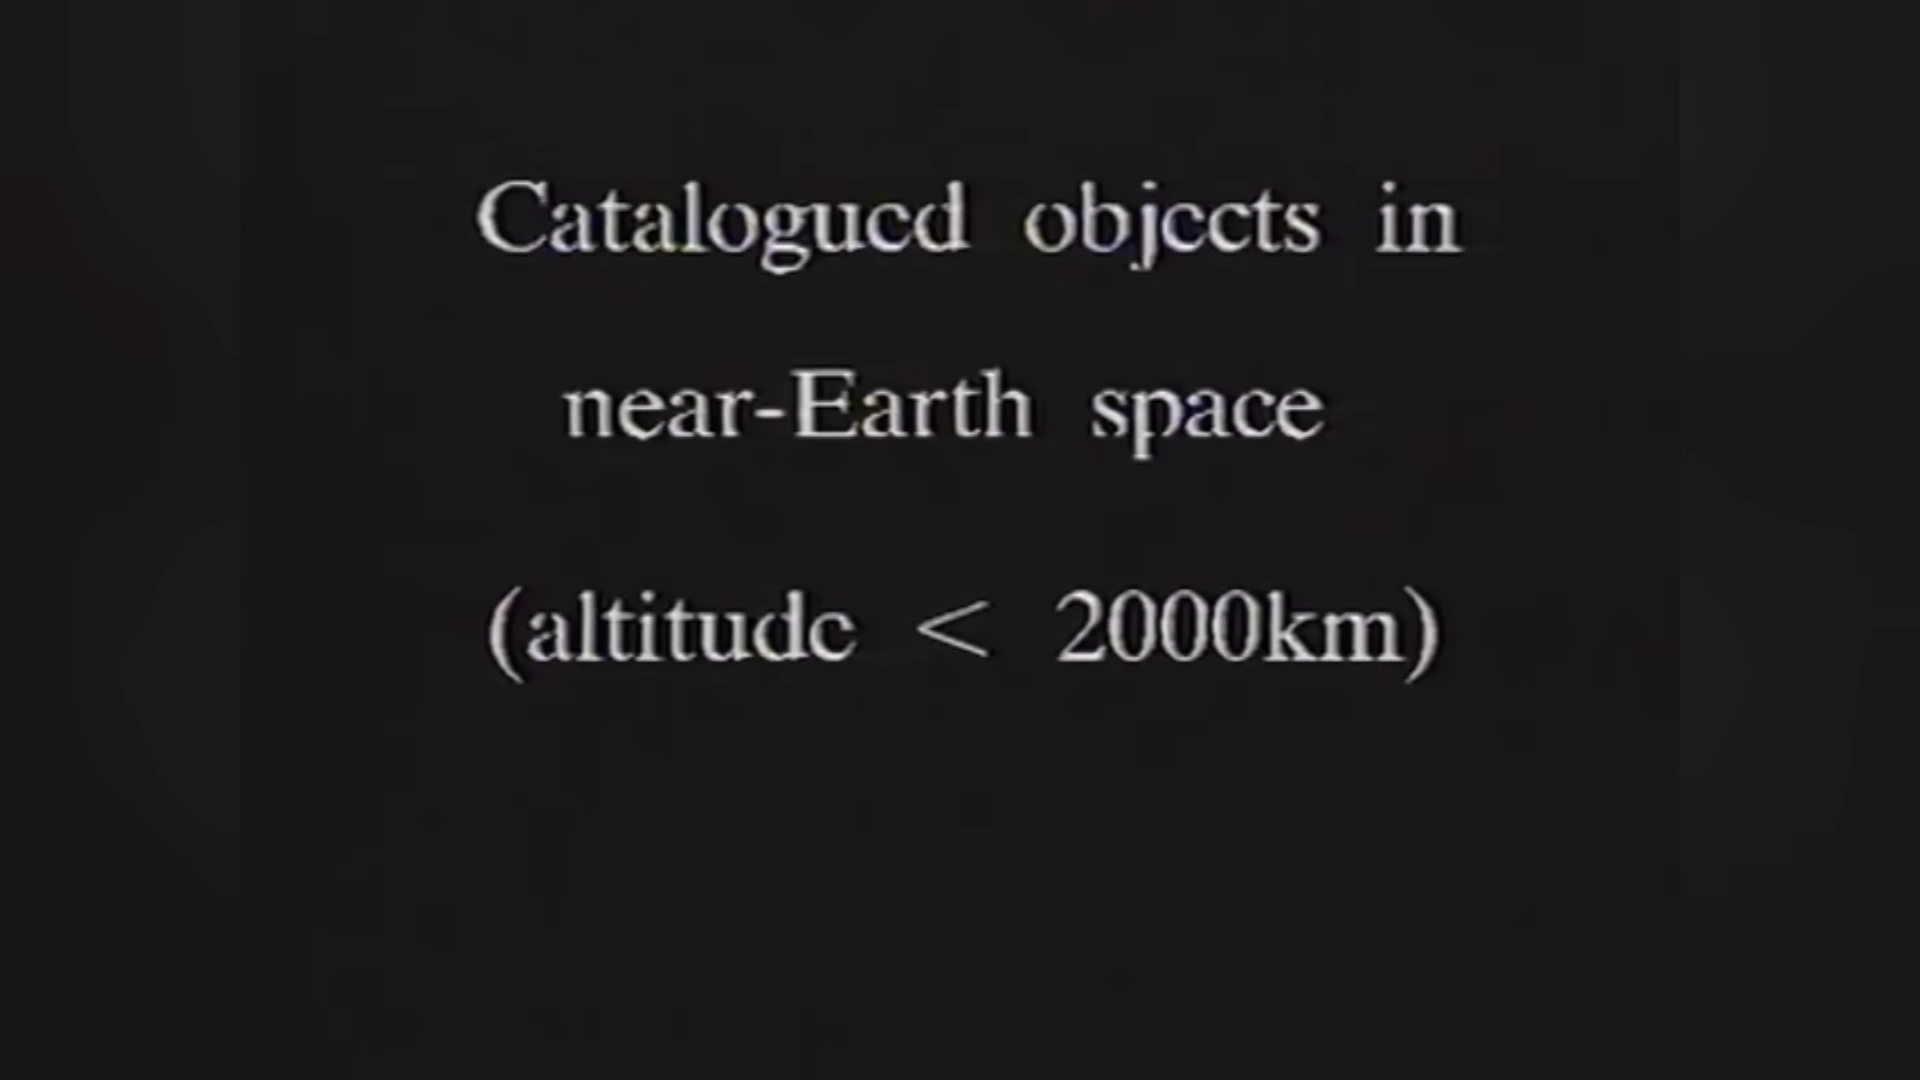 Catalogued objects in
near-Earth space
(altitude < 2000km)